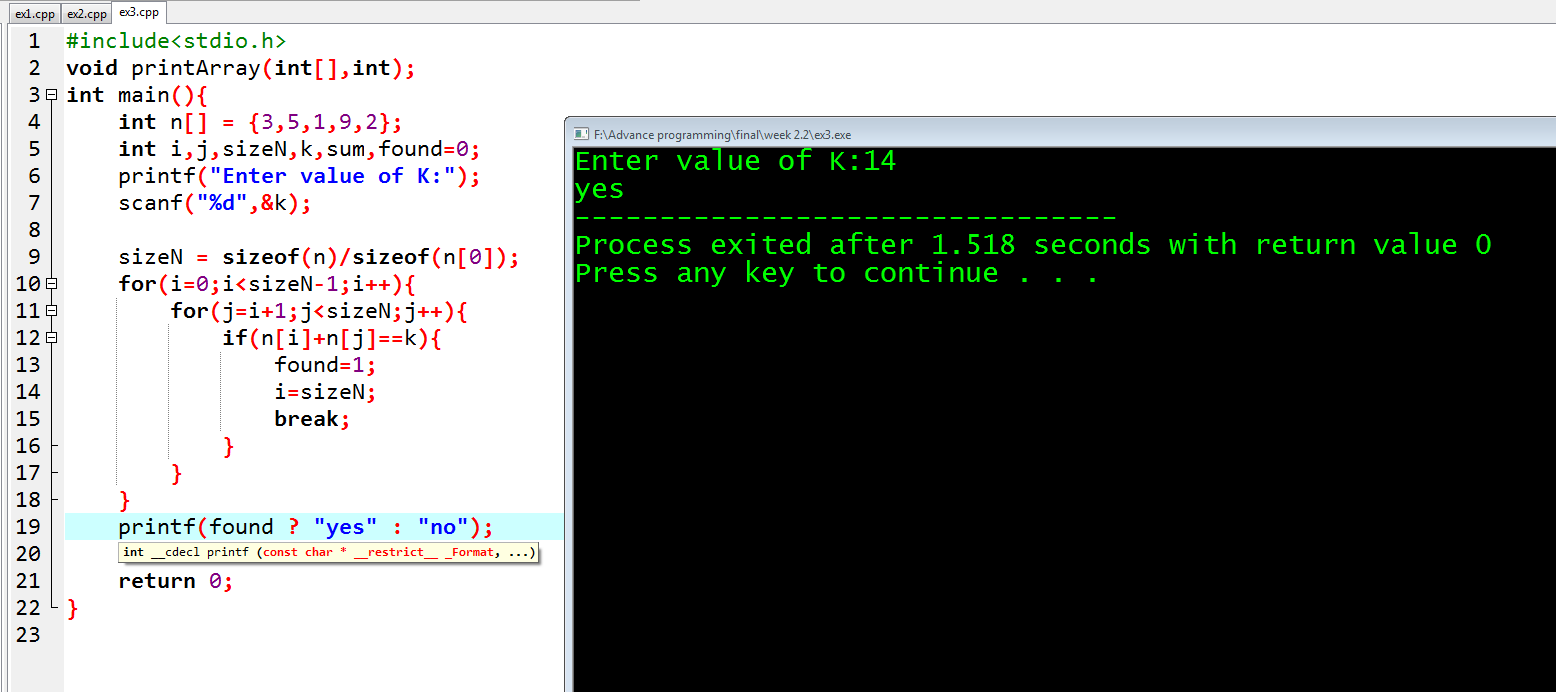 ex1.cpp ex2.cpp ex3.cpp
1 #include<stdio.h>
2 void printArray(int[],int);
3 int main(){
4 int n[] = {3,5,1,9,2};
5 int i,j,sizeN,k,sum,found=0;
6 printf("Enter value of K:");
7 scanf("%d",&k);
8
9 sizeN = sizeof(n)/sizeof(n[0]);
10 for(i=0;i<sizeN-1;i++){
11 for(j=i+1;j<sizeN;j++){
12 if(n[i]+n[j]==k){
13 found=1;
14 i=sizeN;
15 break;
16 }
17 }
18 }
19 printf(found ? "yes" : "no");
20 int __cdecl printf (const char * __restrict__ _Format, ...)
21 return 0;
22 }
23
F:\Advance programming\final\week 2.2\ex3.exe
Enter value of K:14
yes
--------------------------------
Process exited after 1.518 seconds with return value 0
Press any key to continue . . .